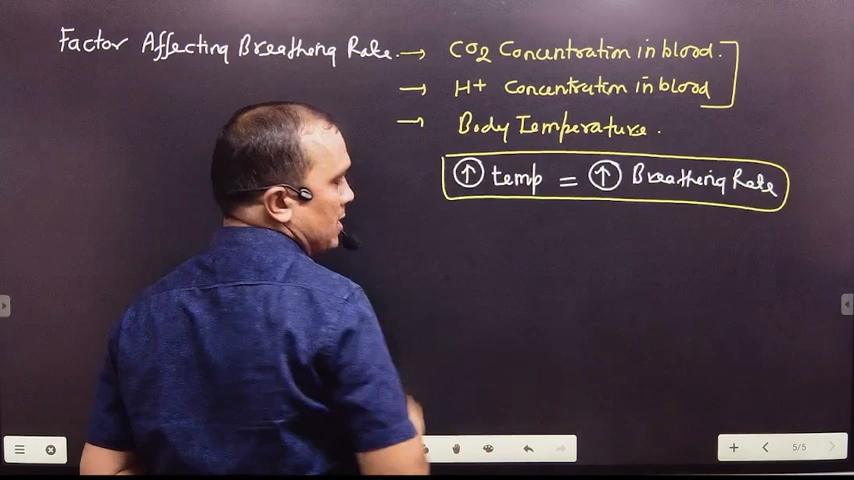 Factor Affecting Breathing Rate. → CO2 Concentration in blood.
→ H+ Concentration in blood
→ Body Temperature.
↑ temp = ↑ Breathing Rate
5/5